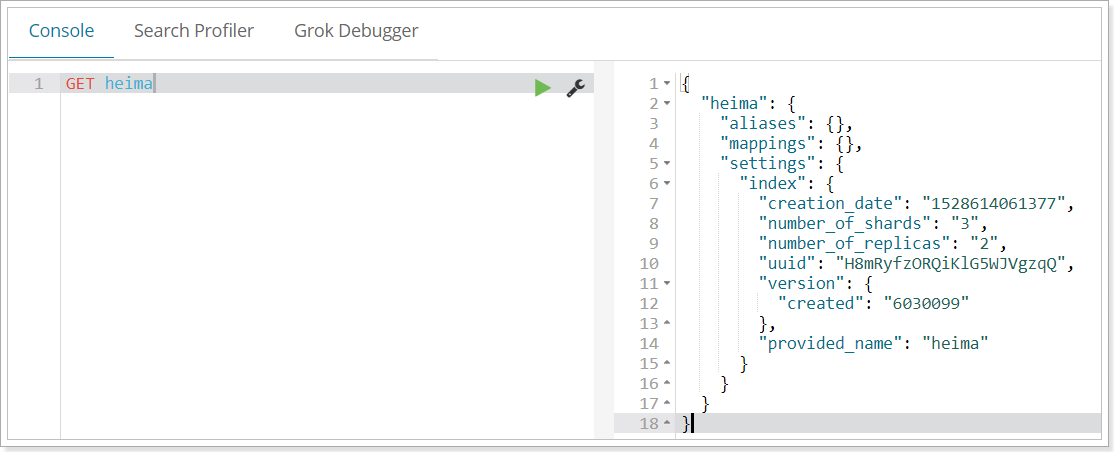 Console Search Profiler Grok Debugger
1 GET heima
1 {
2 "heima": {
3 "aliases": {},
4 "mappings": {},
5 "settings": {
6 "index": {
7 "creation_date": "1528614061377",
8 "number_of_shards": "3",
9 "number_of_replicas": "2",
10 "uuid": "H8mRyfzORQiKlG5WJVgzqQ",
11 "version": {
12 "created": "6030099"
13 },
14 "provided_name": "heima"
15 }
16 }
17 }
18 }